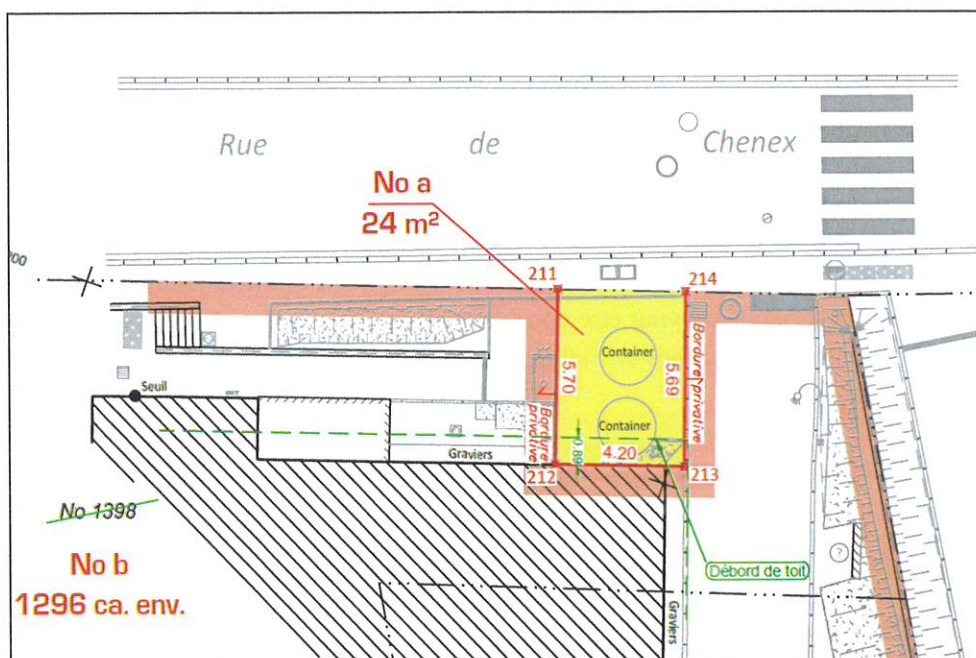 Rue de Chenex
No a
24 m²
700
211
214
Container
5.70
5.69
Bordure privative
Bordure privative
Seuil
Container
0.89
4.20
Graviers
212
213
No 1398
Débord de toit
No b
1296 ca. env.
Graviers
?